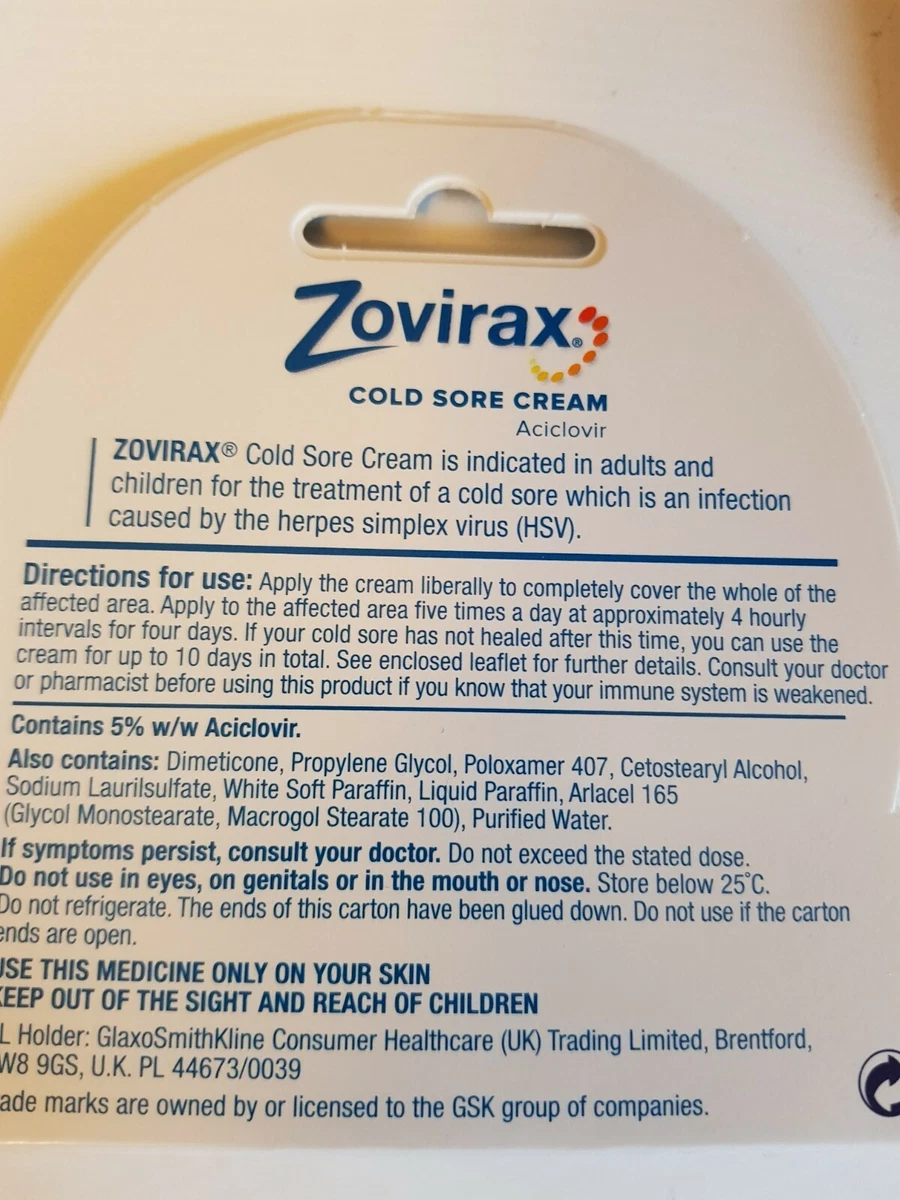 Zovirax®
COLD SORE CREAM
Aciclovir
ZOVIRAX® Cold Sore Cream is indicated in adults and
children for the treatment of a cold sore which is an infection
caused by the herpes simplex virus (HSV).
Directions for use: Apply the cream liberally to completely cover the whole of the
affected area. Apply to the affected area five times a day at approximately 4 hourly
intervals for four days. If your cold sore has not healed after this time, you can use the
cream for up to 10 days in total. See enclosed leaflet for further details. Consult your doctor
or pharmacist before using this product if you know that your immune system is weakened.
Contains 5% w/w Aciclovir.
Also contains: Dimeticone, Propylene Glycol, Poloxamer 407, Cetostearyl Alcohol,
Sodium Laurilsulfate, White Soft Paraffin, Liquid Paraffin, Arlacel 165
(Glycol Monostearate, Macrogol Stearate 100), Purified Water.
If symptoms persist, consult your doctor. Do not exceed the stated dose.
Do not use in eyes, on genitals or in the mouth or nose. Store below 25°C.
Do not refrigerate. The ends of this carton have been glued down. Do not use if the carton
ends are open.
USE THIS MEDICINE ONLY ON YOUR SKIN
KEEP OUT OF THE SIGHT AND REACH OF CHILDREN
L Holder: GlaxoSmithKline Consumer Healthcare (UK) Trading Limited, Brentford,
W8 9GS, U.K. PL 44673/0039
ade marks are owned by or licensed to the GSK group of companies.